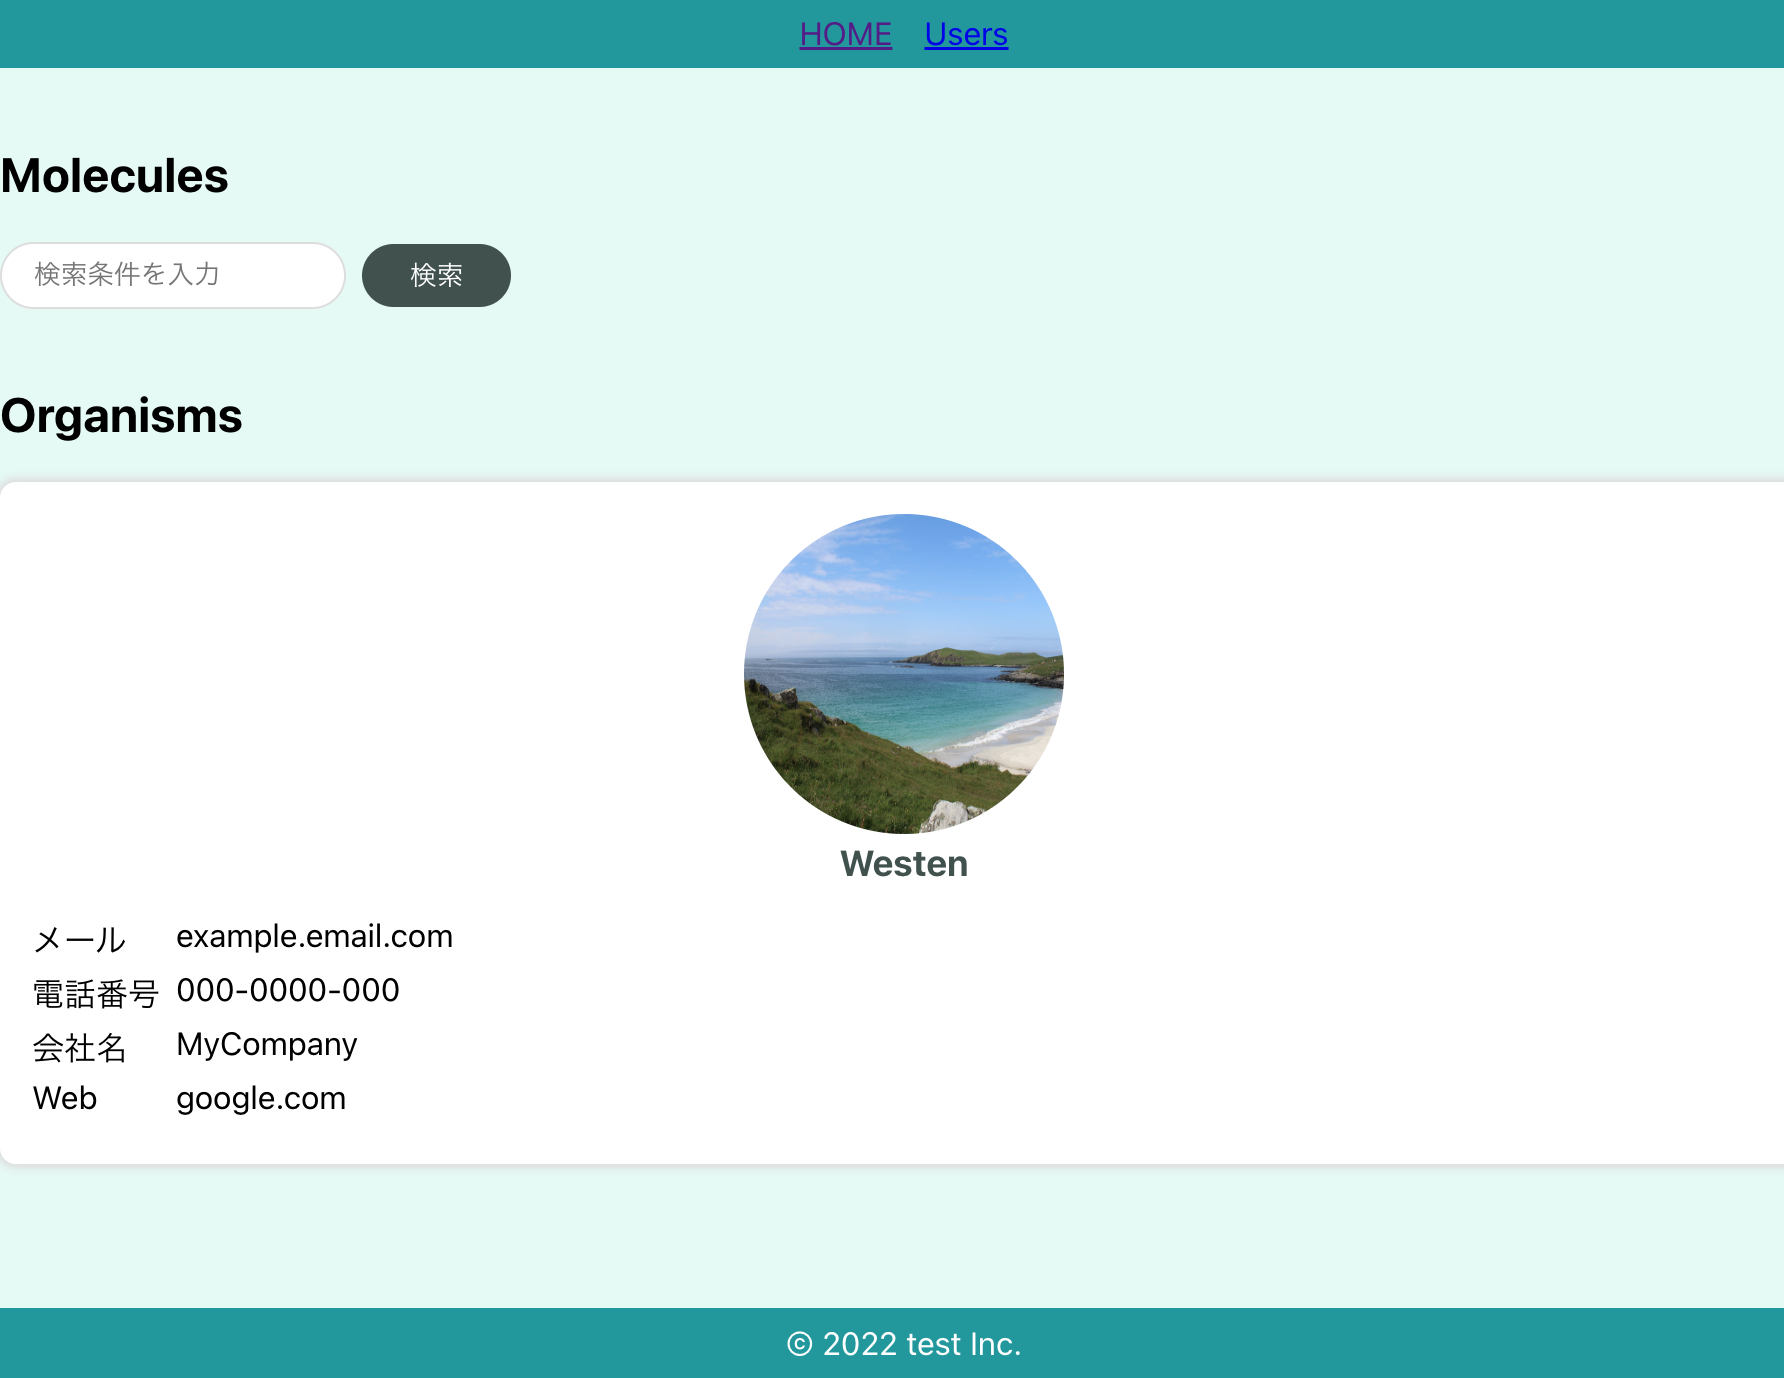 HOME Users
Molecules
検索条件を入力 検索
Organisms
Westen
メール example.email.com
電話番号 000-0000-000
会社名 MyCompany
Web google.com
© 2022 test Inc.